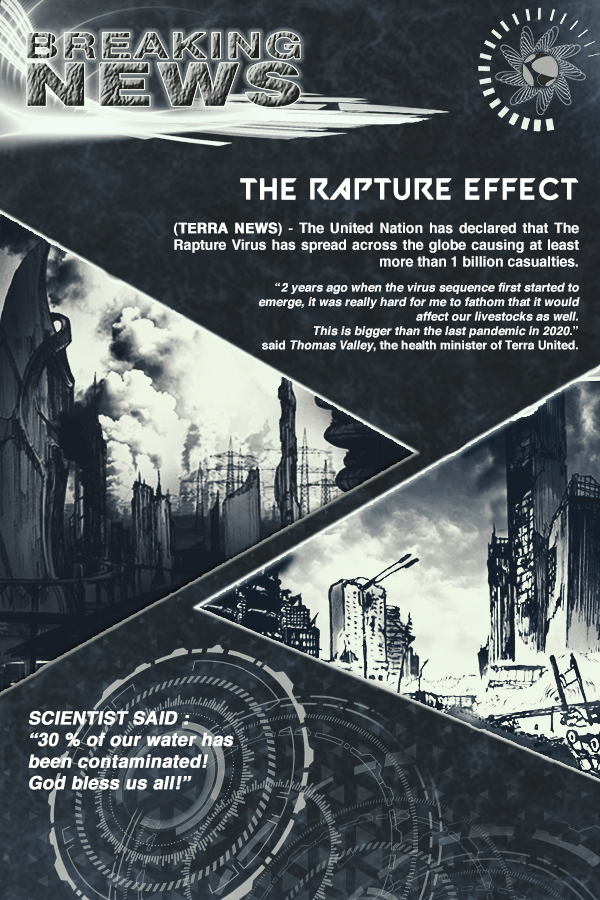 BREAKING
NEWS
THE RAPTURE EFFECT
(TERRA NEWS) - The United Nation has declared that The
Rapture Virus has spread across the globe causing at least
more than 1 billion casualties.
“2 years ago when the virus sequence first started to
emerge, it was really hard for me to fathom that it would
affect our livestocks as well.
This is bigger than the last pandemic in 2020.”
said Thomas Valley, the health minister of Terra United.
SCIENTIST SAID :
“30 % of our water has
been contaminated!
God bless us all!”